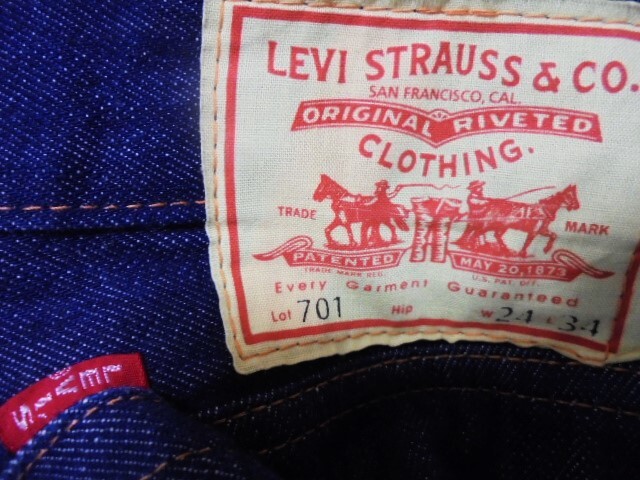 LEVI STRAUSS & CO.
SAN FRANCISCO, CAL.
ORIGINAL RIVETED
CLOTHING.
TRADE MARK
PATENTED MAY 20, 1873
TRADE MARK REG. U.S. PAT. OFF.
Every Garment Guaranteed
Lot 701 Hip W 24 L 34
LEVI'S